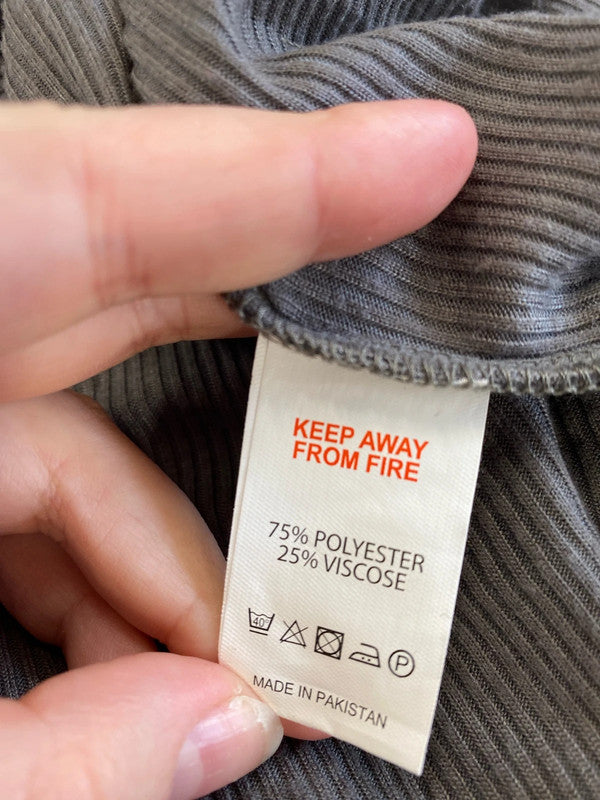 KEEP AWAY
FROM FIRE
75% POLYESTER
25% VISCOSE
40° P
MADE IN PAKISTAN